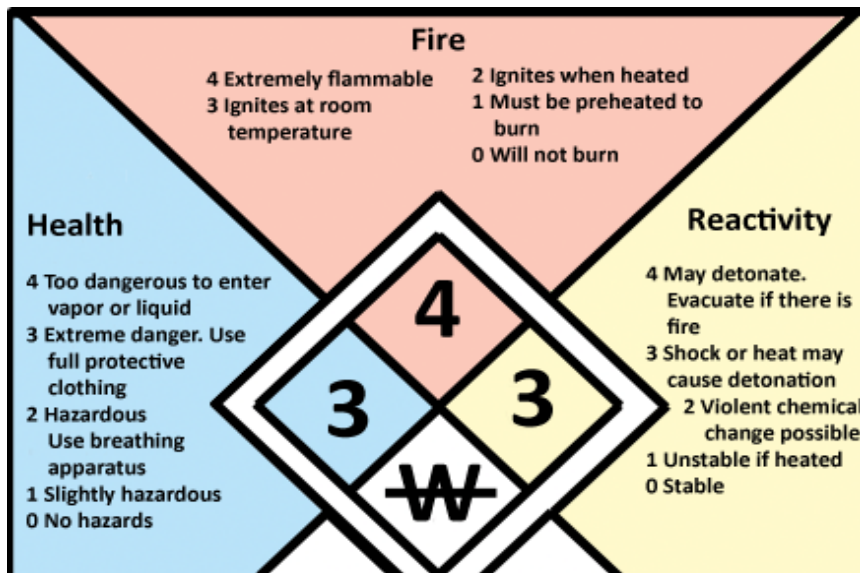 Fire
4 Extremely flammable
3 Ignites at room
temperature
2 Ignites when heated
1 Must be preheated to
burn
0 Will not burn
Health
4 Too dangerous to enter
vapor or liquid
3 Extreme danger. Use
full protective
clothing
2 Hazardous
Use breathing
apparatus
1 Slightly hazardous
0 No hazards
Reactivity
4 May detonate.
Evacuate if there is
fire
3 Shock or heat may
cause detonation
2 Violent chemical
change possible
1 Unstable if heated
0 Stable
4
3
3
W